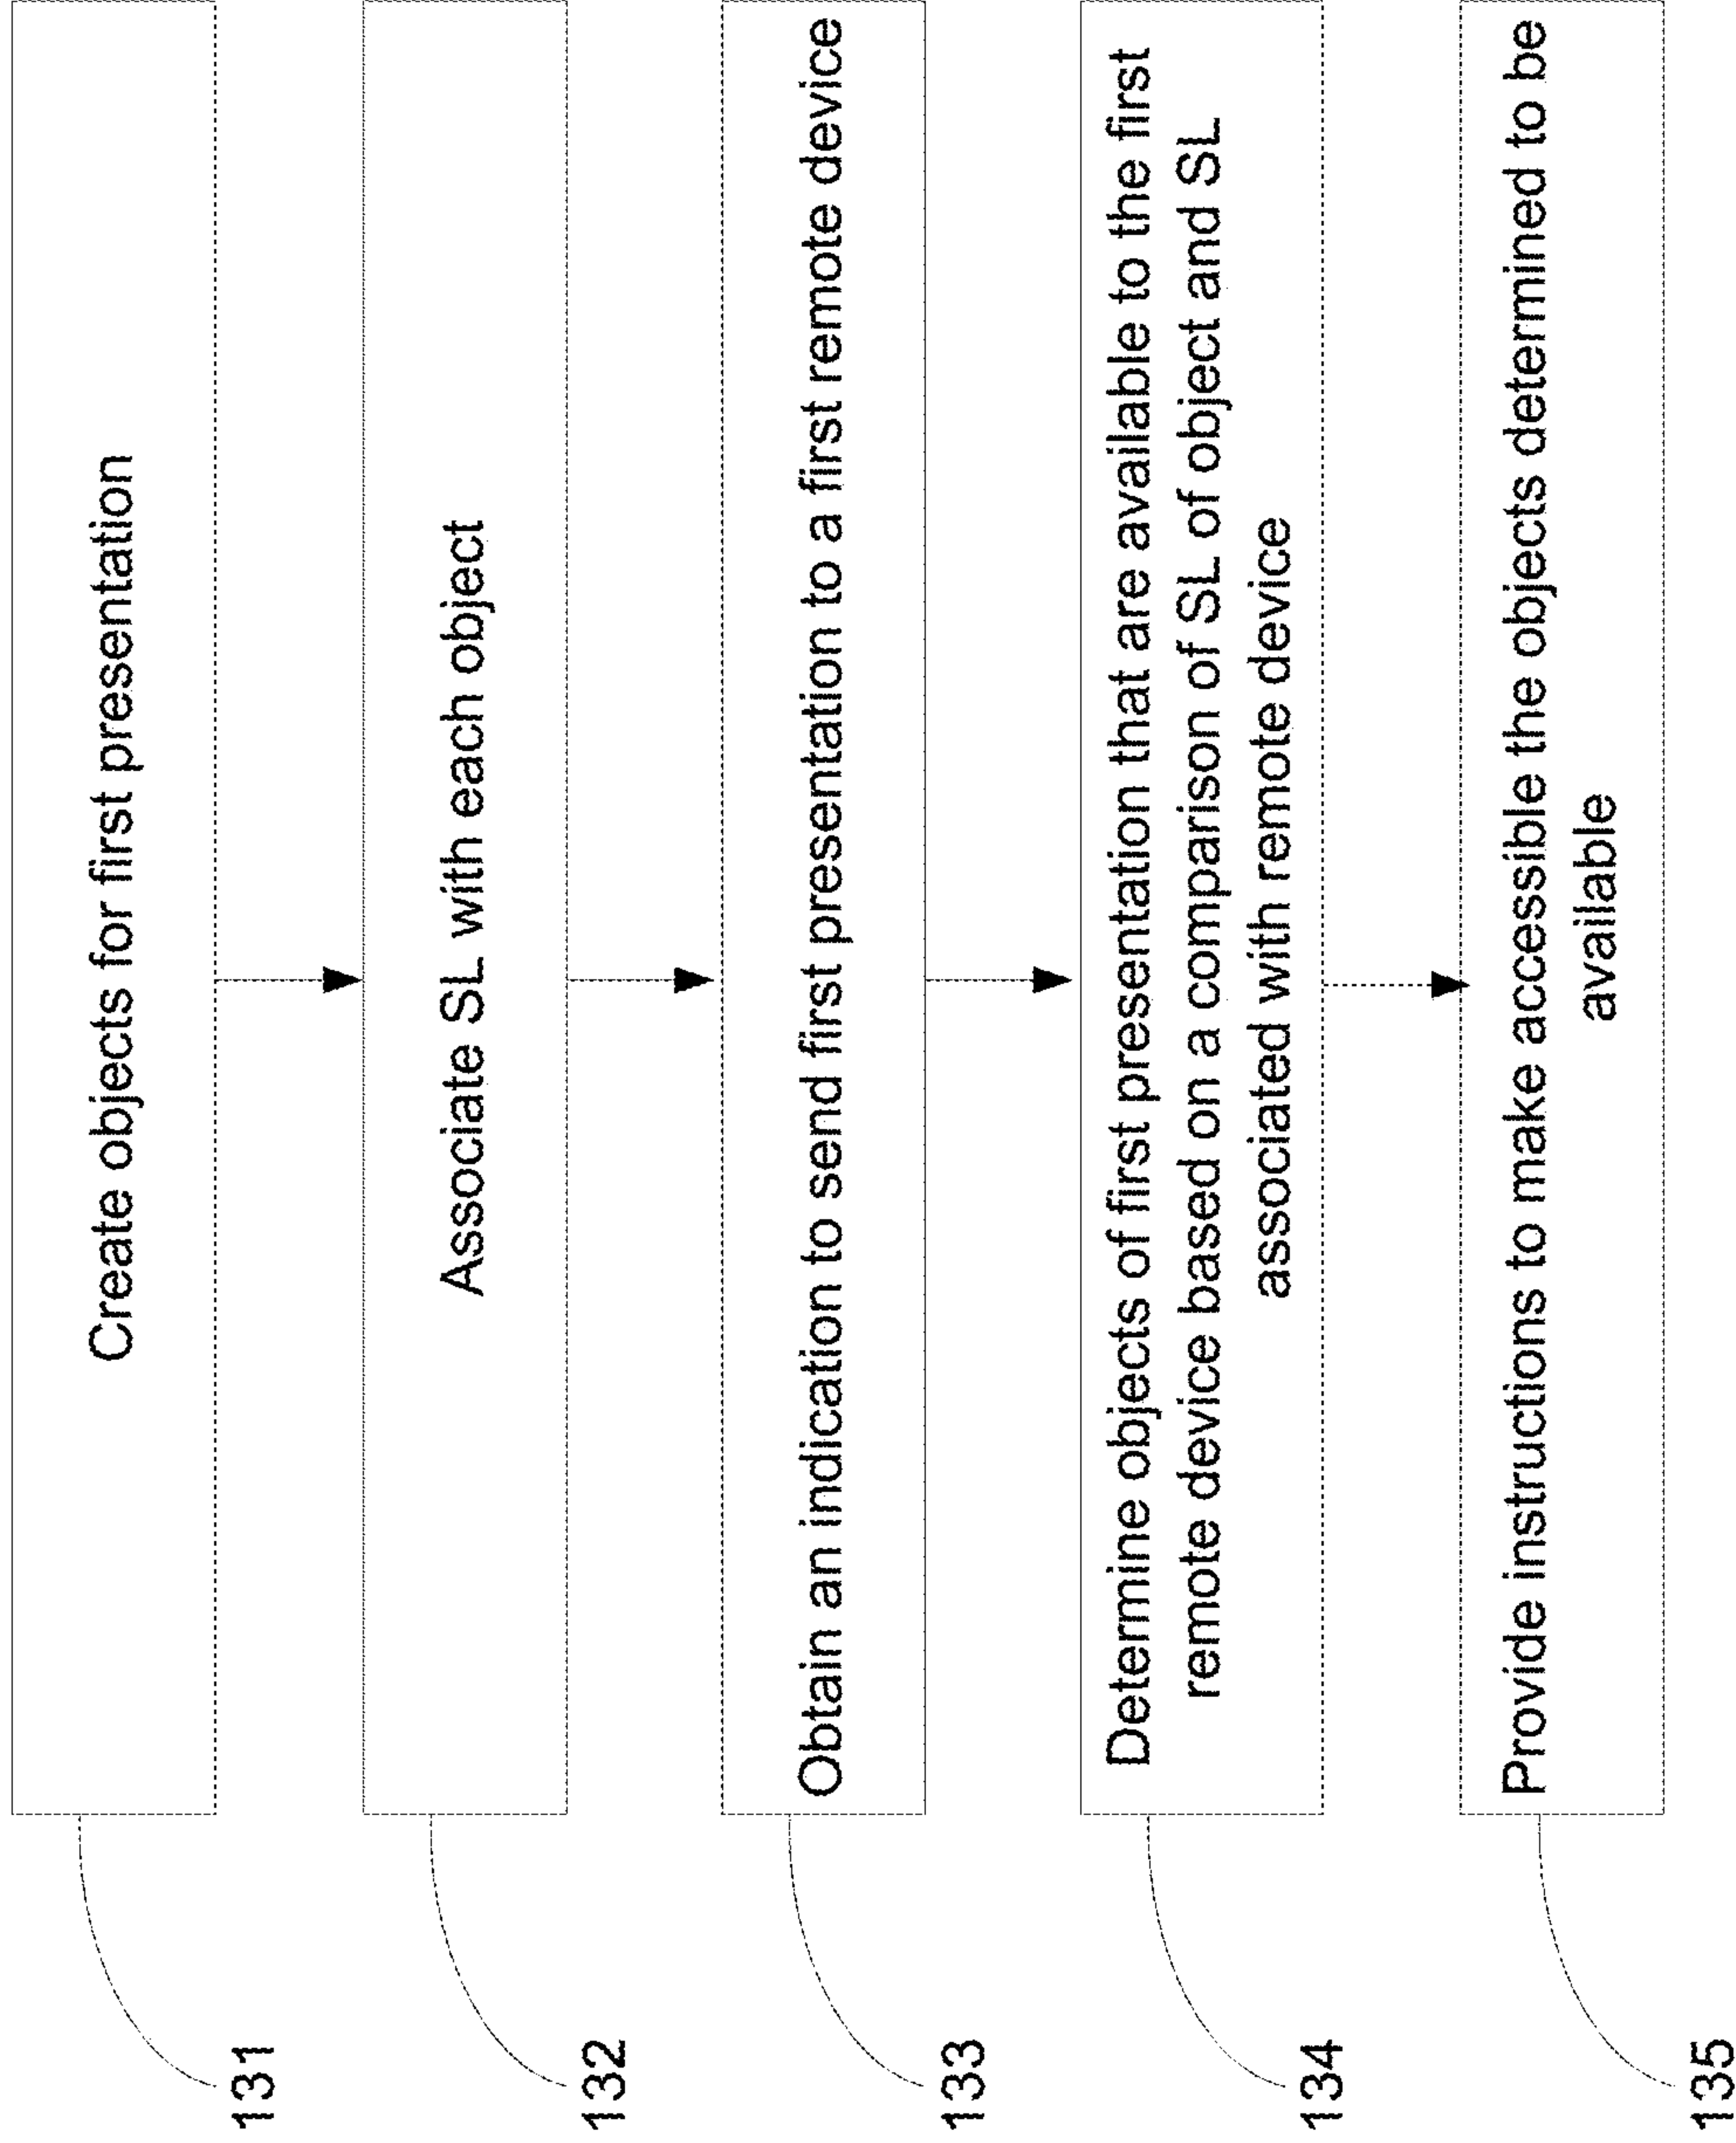 131
Create objects for first presentation
132
Associate SL with each object
133
Obtain an indication to send first presentation to a first remote device
134
Determine objects of first presentation that are available to the first
remote device based on a comparison of SL of object and SL
associated with remote device
135
Provide instructions to make accessible the objects determined to be
available